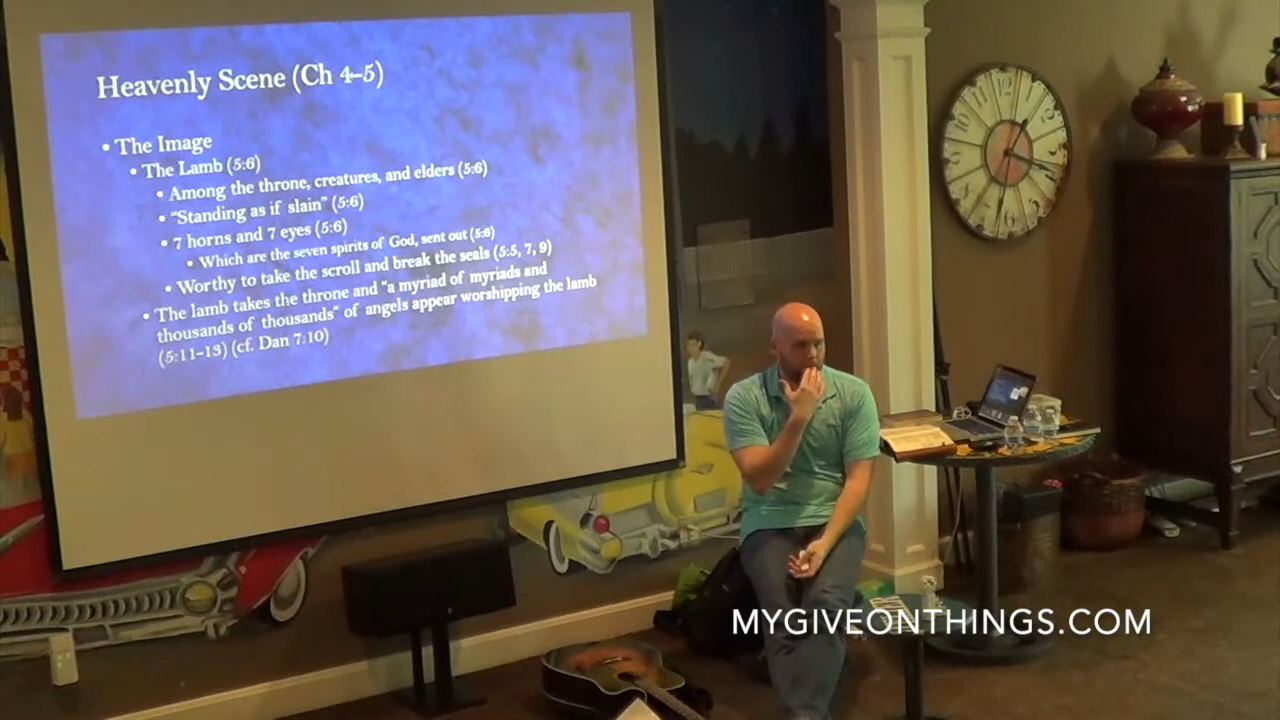 Heavenly Scene (Ch 4–5)
• The Image
• The Lamb (5:6)
• Among the throne, creatures, and elders (5:6)
• “Standing as if slain” (5:6)
• 7 horns and 7 eyes (5:6)
• Which are the seven spirits of God, sent out (5:6)
• Worthy to take the scroll and break the seals (5:5, 7, 9)
• The lamb takes the throne and “a myriad of myriads and
thousands of thousands” of angels appear worshipping the lamb
(5:11–13) (cf. Dan 7:10)
MYGIVEONTHINGS.COM